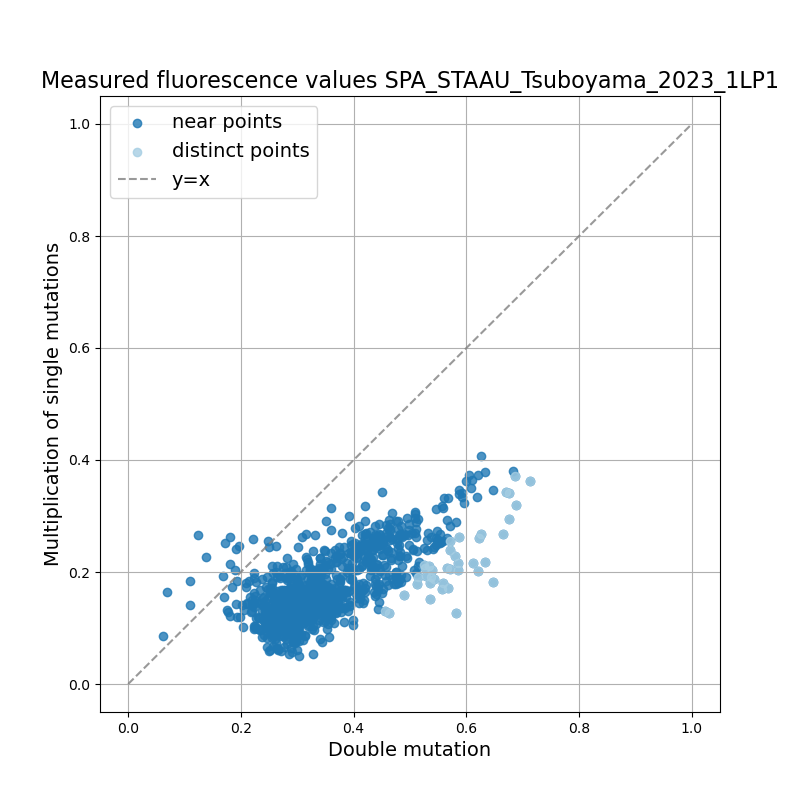 Measured fluorescence values SPA_STAAU_Tsuboyama_2023_1LP1
near points
distinct points
y=x
1.0
0.8
0.6
0.4
0.2
0.0
Multiplication of single mutations
0.0 0.2 0.4 0.6 0.8 1.0
Double mutation